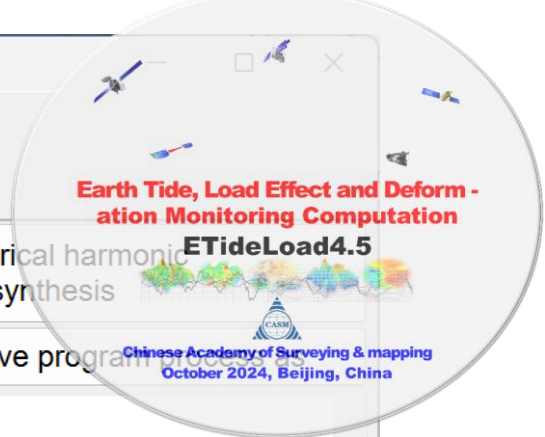 Earth Tide, Load Effect and Deform -
ation Monitoring Computation
rical harmonic
ETideLoad4.5
synthesis
CASM
ve program process as
Chinese Academy of Surveying & mapping
October 2024, Beijing, China